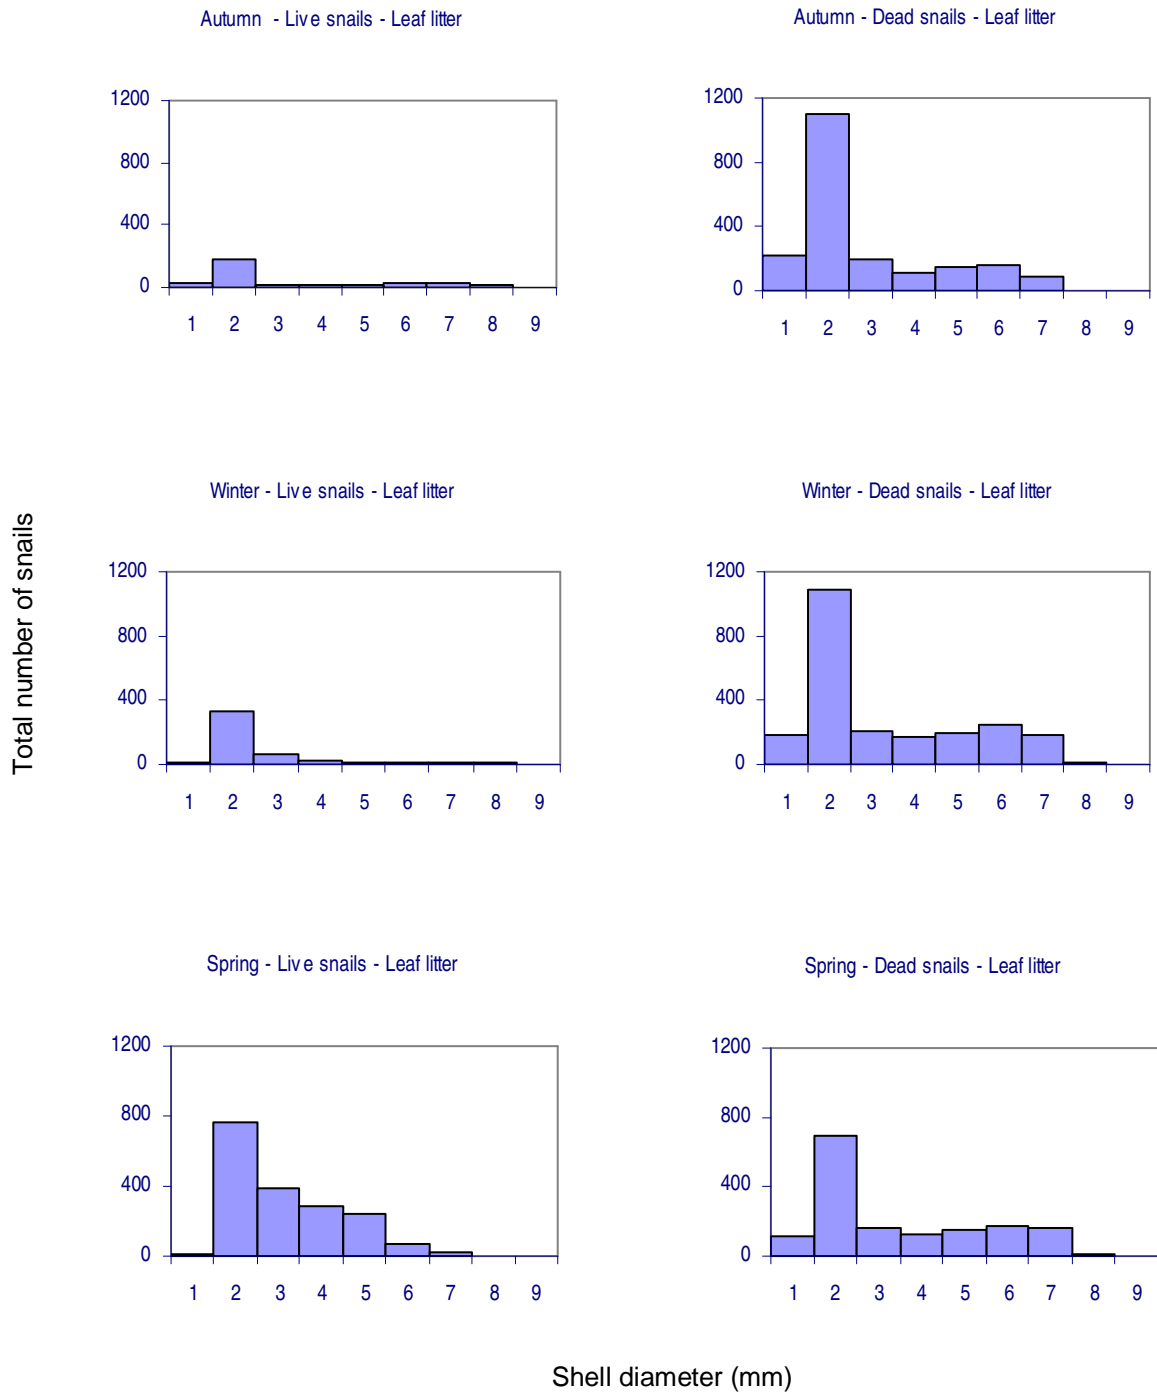 Autumn - Live snails - Leaf litter
1200
800
400
0
1 2 3 4 5 6 7 8 9
Autumn - Dead snails - Leaf litter
1200
800
400
0
1 2 3 4 5 6 7 8 9
Total number of snails
Winter - Live snails - Leaf litter
1200
800
400
0
1 2 3 4 5 6 7 8 9
Winter - Dead snails - Leaf litter
1200
800
400
0
1 2 3 4 5 6 7 8 9
Spring - Live snails - Leaf litter
1200
800
400
0
1 2 3 4 5 6 7 8 9
Spring - Dead snails - Leaf litter
1200
800
400
0
1 2 3 4 5 6 7 8 9
Shell diameter (mm)